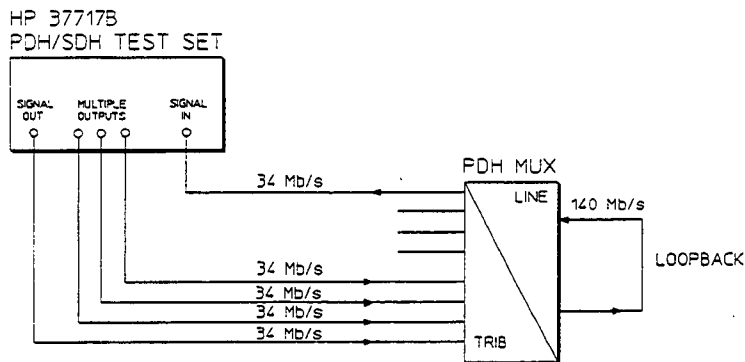 HP 37717B
PDH/SDH TEST SET
SIGNAL OUT
MULTIPLE OUTPUTS
SIGNAL IN
34 Mb/s
PDH MUX
LINE
140 Mb/s
LOOPBACK
34 Mb/s
34 Mb/s
34 Mb/s
34 Mb/s
TRIB